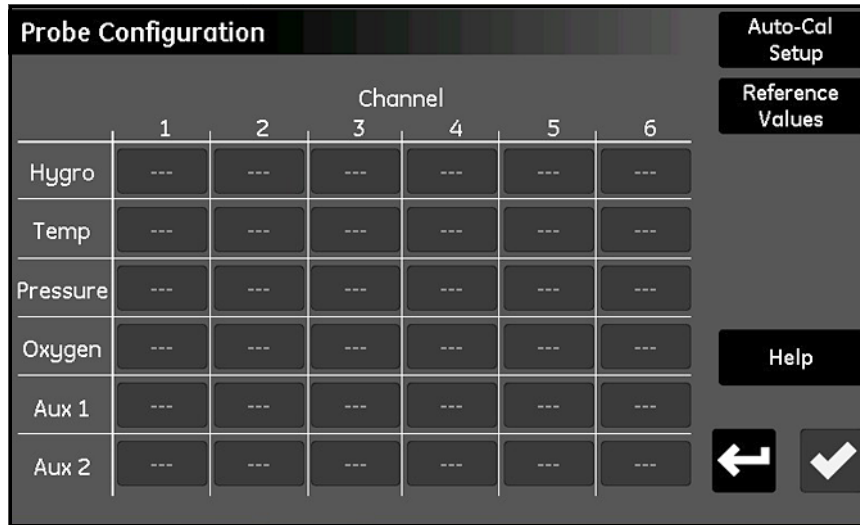 Probe Configuration
Auto-Cal
Setup
Reference
Values
Channel
1 2 3 4 5 6
Hygro --- --- --- --- --- ---
Temp --- --- --- --- --- ---
Pressure --- --- --- --- --- ---
Oxygen --- --- --- --- --- ---
Aux 1 --- --- --- --- --- ---
Aux 2 --- --- --- --- --- ---
Help